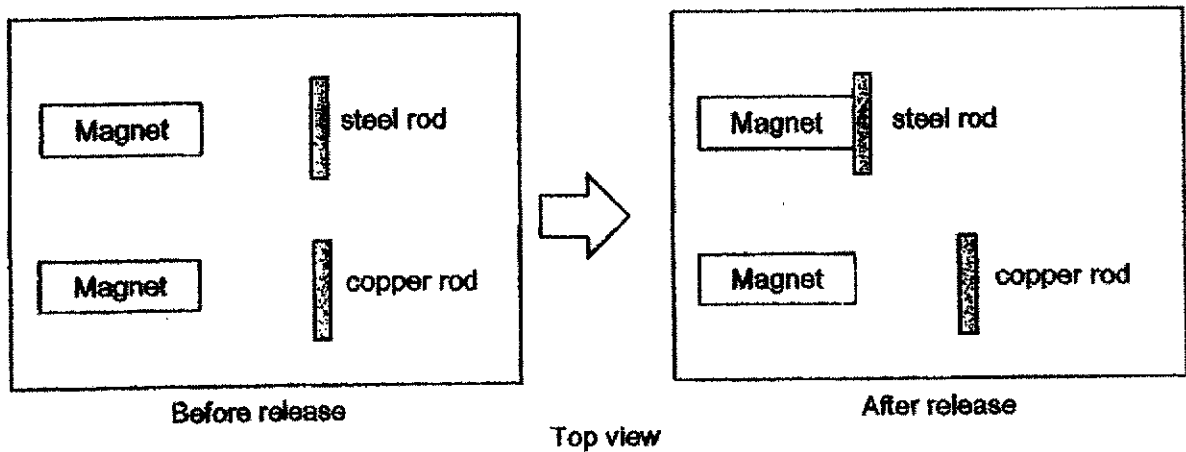 Magnet
steel rod
Magnet
copper rod
Before release
Magnet
steel rod
Magnet
copper rod
After release
Top view